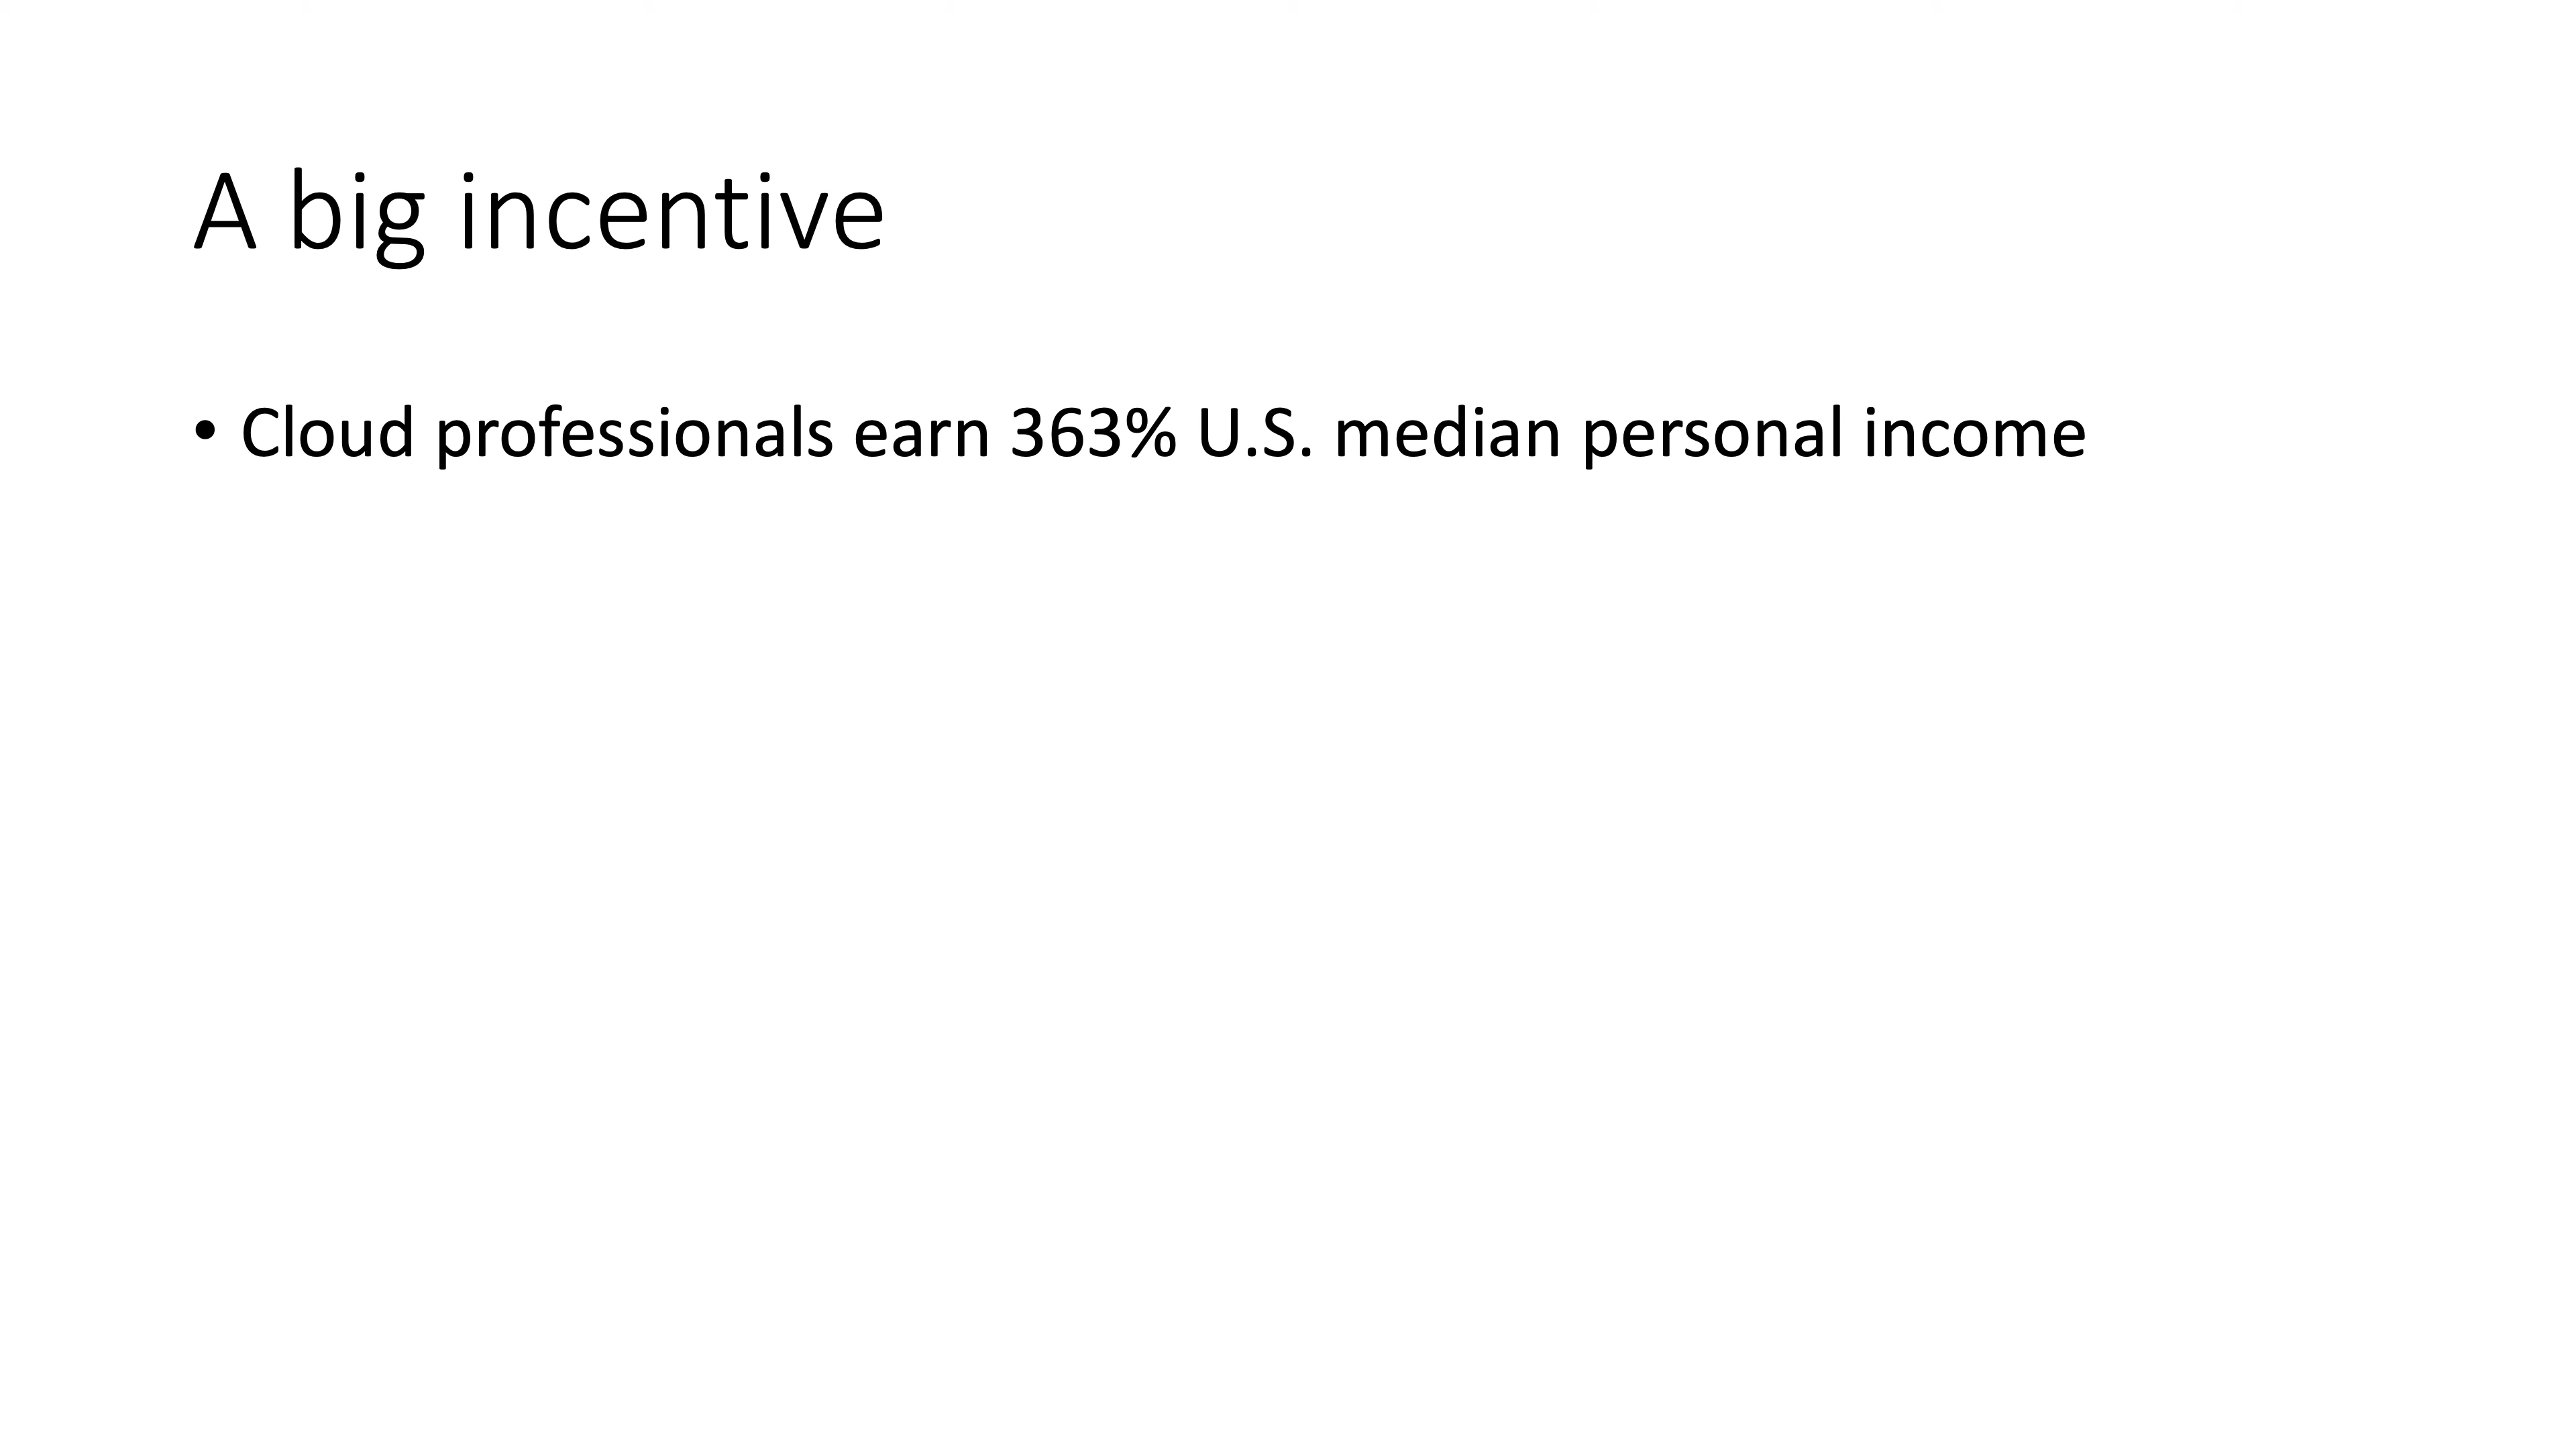 A big incentive
• Cloud professionals earn 363% U.S. median personal income